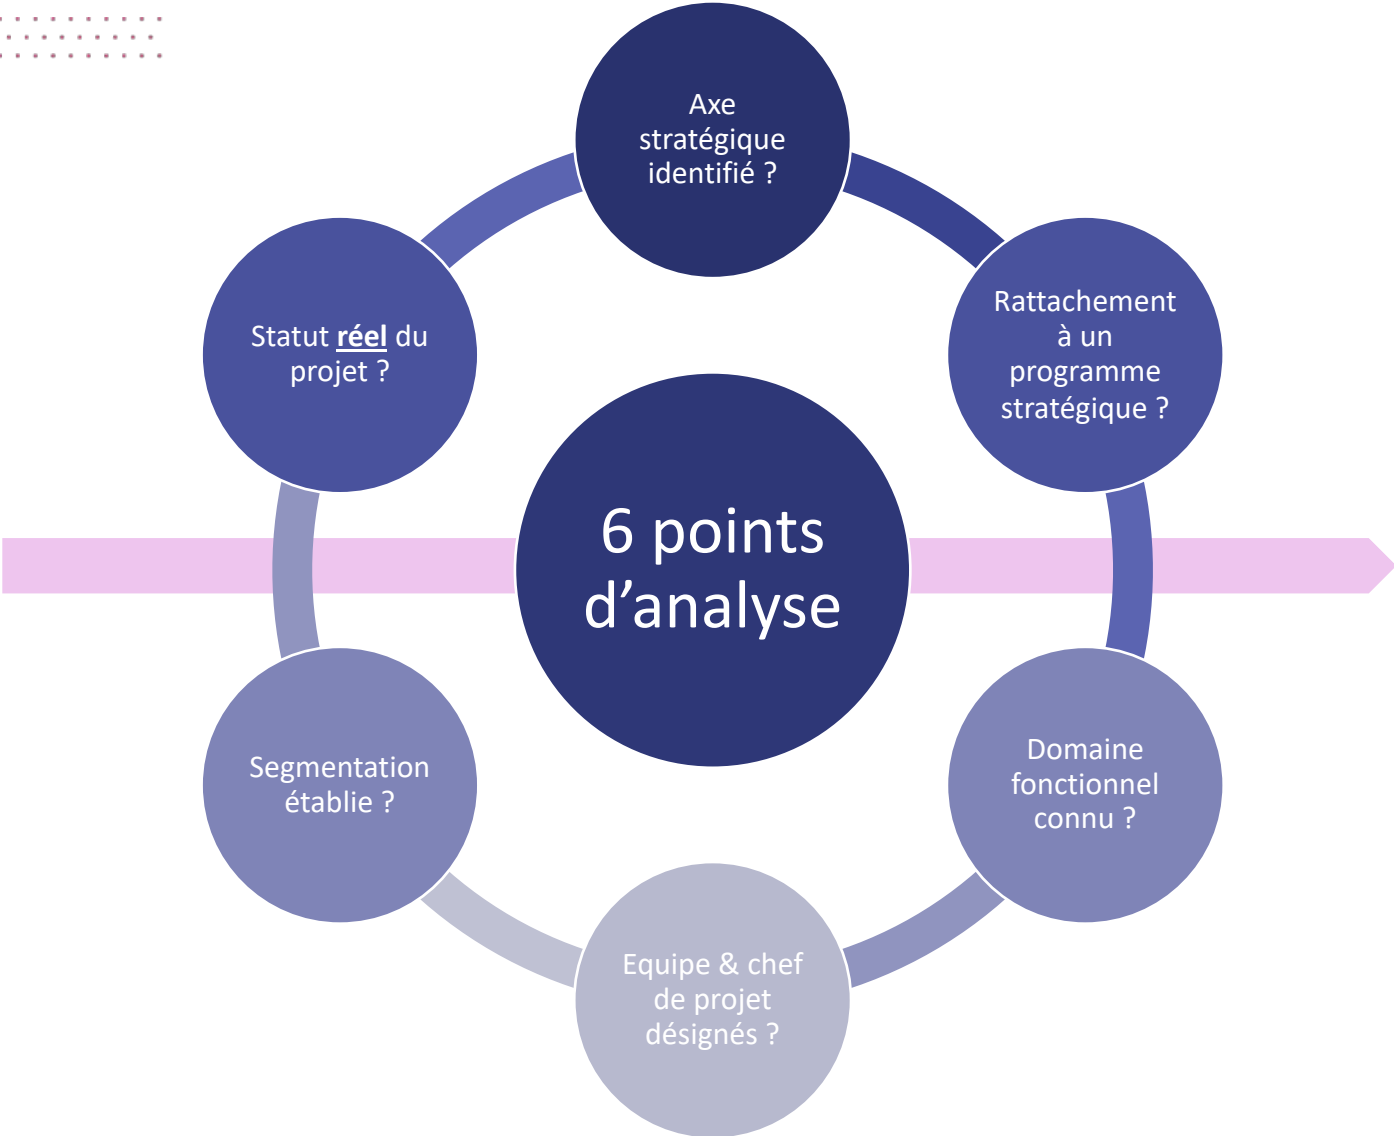 Axe
stratégique
identifié ?
Rattachement
à un
programme
stratégique ?
Domaine
fonctionnel
connu ?
Equipe & chef
de projet
désignés ?
Segmentation
établie ?
Statut réel du
projet ?
6 points
d’analyse